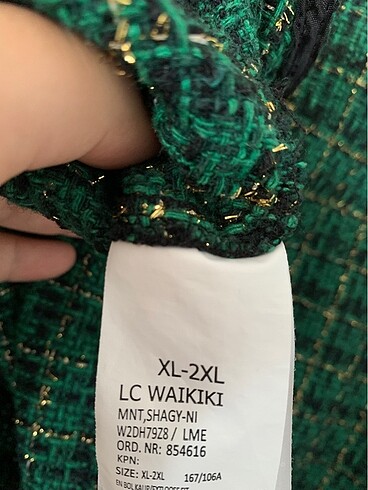 XL-2XL
LC WAIKIKI
MNT,SHAGY-NI
W2DH79Z8 / LME
ORD. NR: 854616
KPN:
SIZE: XL-2XL 167/106A